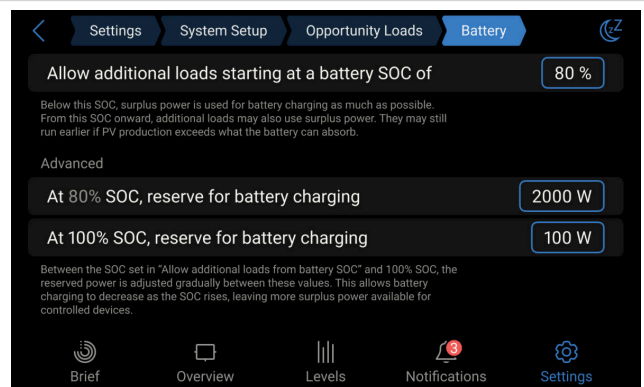 Settings
System Setup
Opportunity Loads
Battery
zZ
Allow additional loads starting at a battery SOC of
80 %
Below this SOC, surplus power is used for battery charging as much as possible.
From this SOC onward, additional loads may also use surplus power. They may still
run earlier if PV production exceeds what the battery can absorb.
Advanced
At 80% SOC, reserve for battery charging
2000 W
At 100% SOC, reserve for battery charging
100 W
Between the SOC set in "Allow additional loads from battery SOC" and 100% SOC, the
reserved power is adjusted gradually between these values. This allows battery
charging to decrease as the SOC rises, leaving more surplus power available for
controlled devices.
3
Brief
Overview
Levels
Notifications
Settings